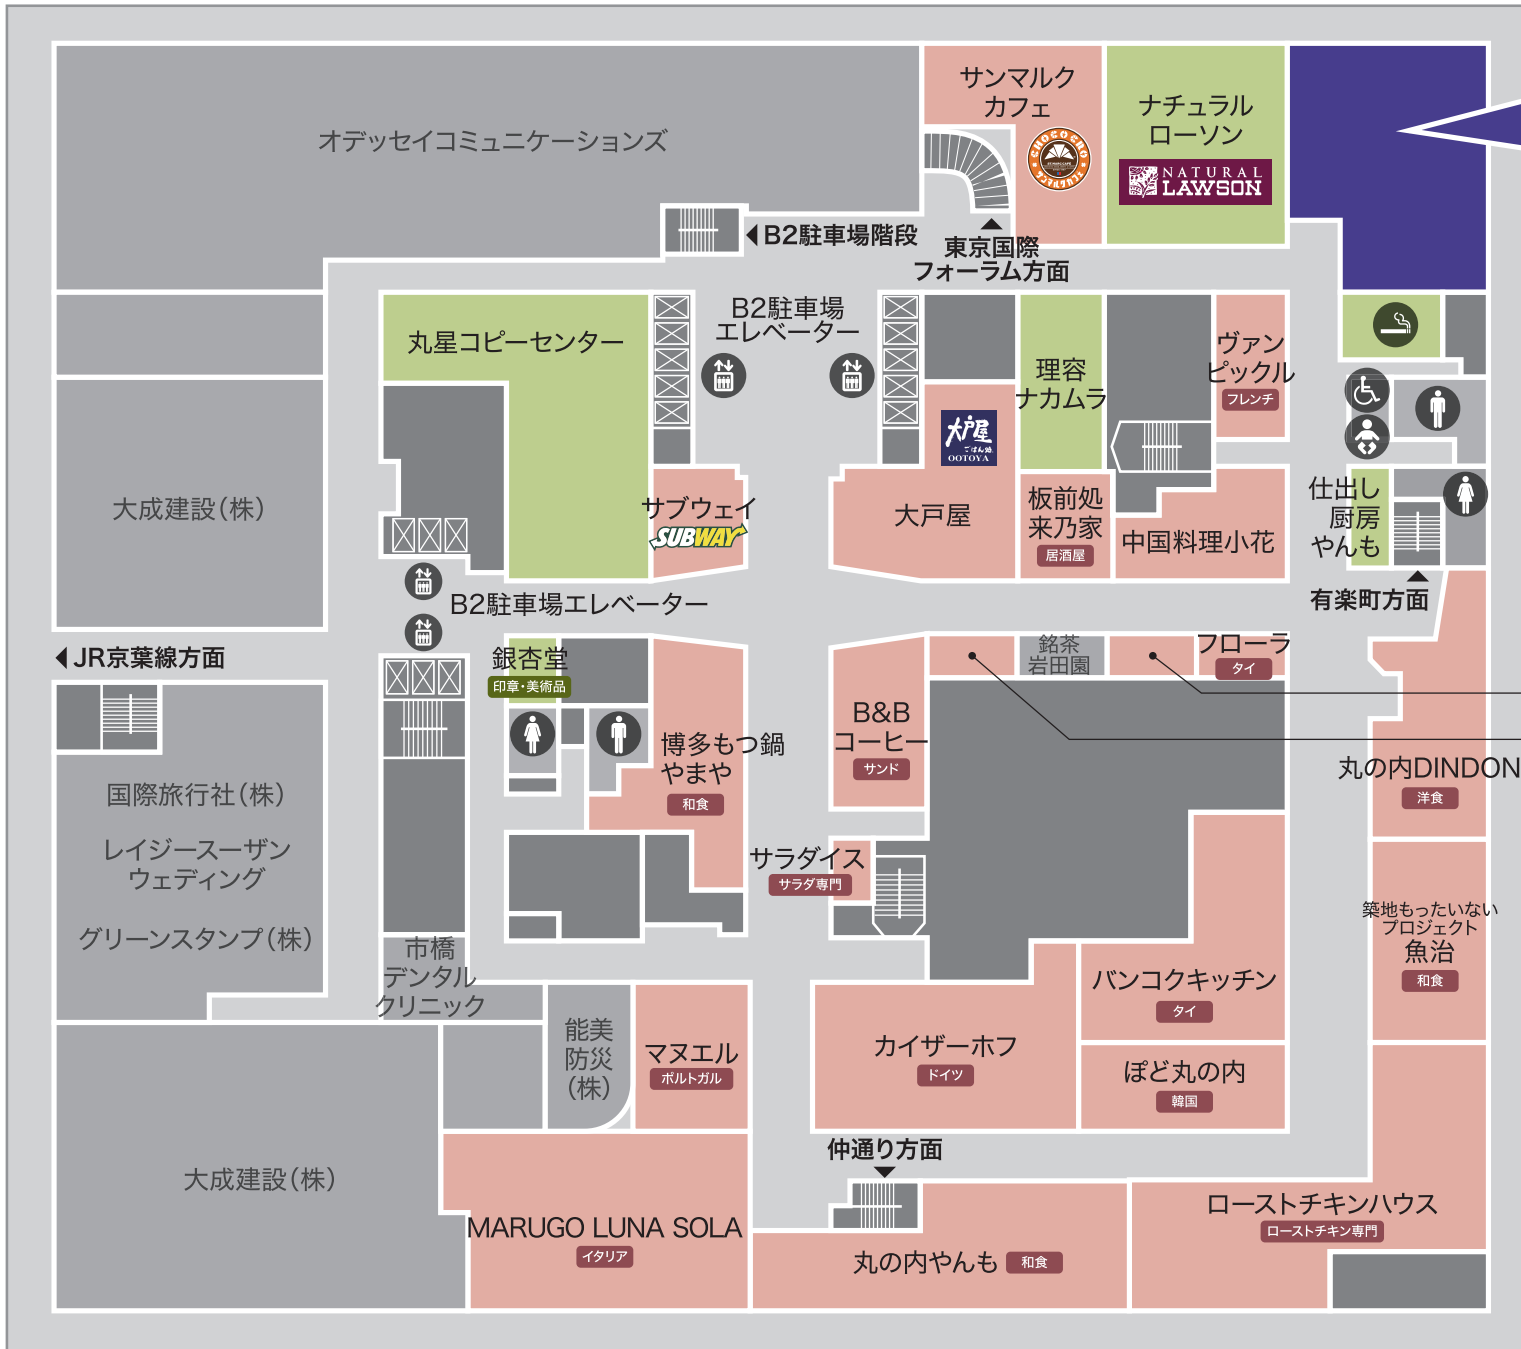 オデッセイコミュニケーションズ
サンマルク
カフェ
CHOCOCRO
サンマルクカフェ
ナチュラル
ローソン
NATURAL
LAWSON
B2駐車場階段
東京国際
フォーラム方面
丸星コピーセンター
B2駐車場
エレベーター
理容
ナカムラ
ヴァン
ピックル
フレンチ
大戸屋
ごはん処
OOTOYA
大戸屋
大成建設(株)
サブウェイ
SUBWAY
板前処
来乃家
居酒屋
中国料理小花
仕出し
厨房
やんも
有楽町方面
B2駐車場エレベーター
JR京葉線方面
銀杏堂
印章・美術品
銘茶
岩田園
フローラ
タイ
博多もつ鍋
やまや
和食
B&B
コーヒー
サンド
丸の内DINDON
洋食
国際旅行社(株)
レイジースーザン
ウェディング
グリーンスタンプ(株)
サラダイス
サラダ専門
築地もったいない
プロジェクト
魚治
和食
市橋
デンタル
クリニック
バンコクキッチン
タイ
能美
防災
(株)
マヌエル
ポルトガル
カイザーホフ
ドイツ
ぽど丸の内
韓国
仲通り方面
大成建設(株)
MARUGO LUNA SOLA
イタリア
丸の内やんも
和食
ローストチキンハウス
ローストチキン専門